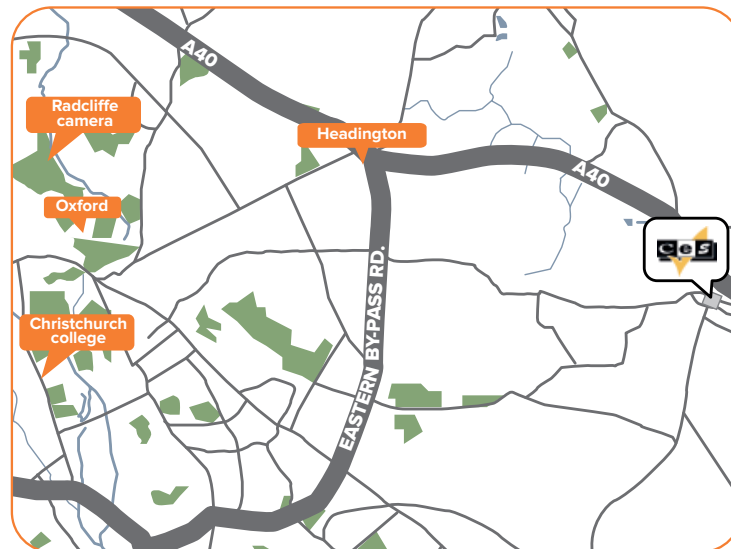 A40
Radcliffe
camera
Headington
A40
Oxford
ces
EASTERN BY-PASS RD.
Christchurch
college